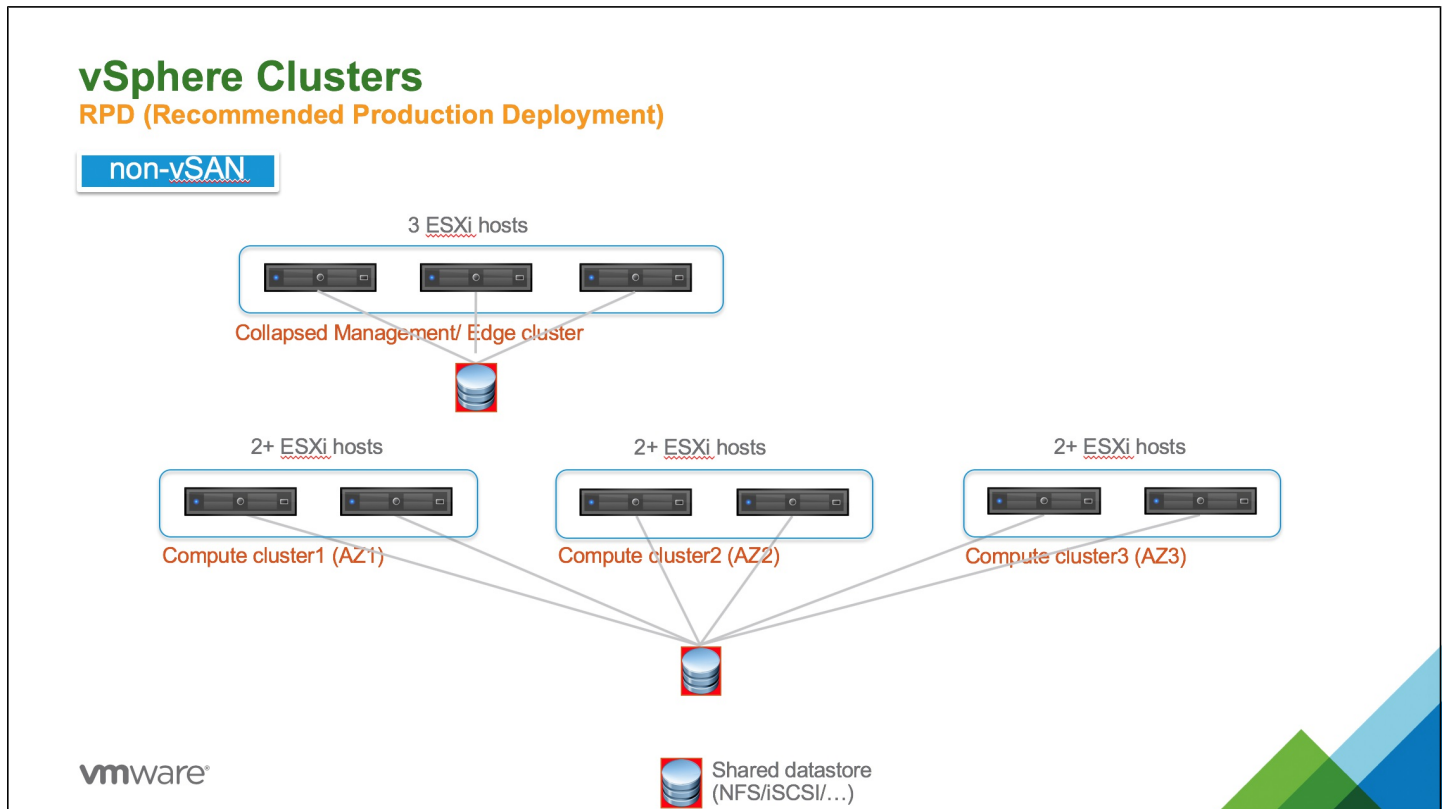 vSphere Clusters
RPD (Recommended Production Deployment)
non-vSAN
3 ESXi hosts
Collapsed Management/ Edge cluster
2+ ESXi hosts
2+ ESXi hosts
2+ ESXi hosts
Compute cluster1 (AZ1)
Compute cluster2 (AZ2)
Compute cluster3 (AZ3)
vmware®
Shared datastore
(NFS/iSCSI/…)